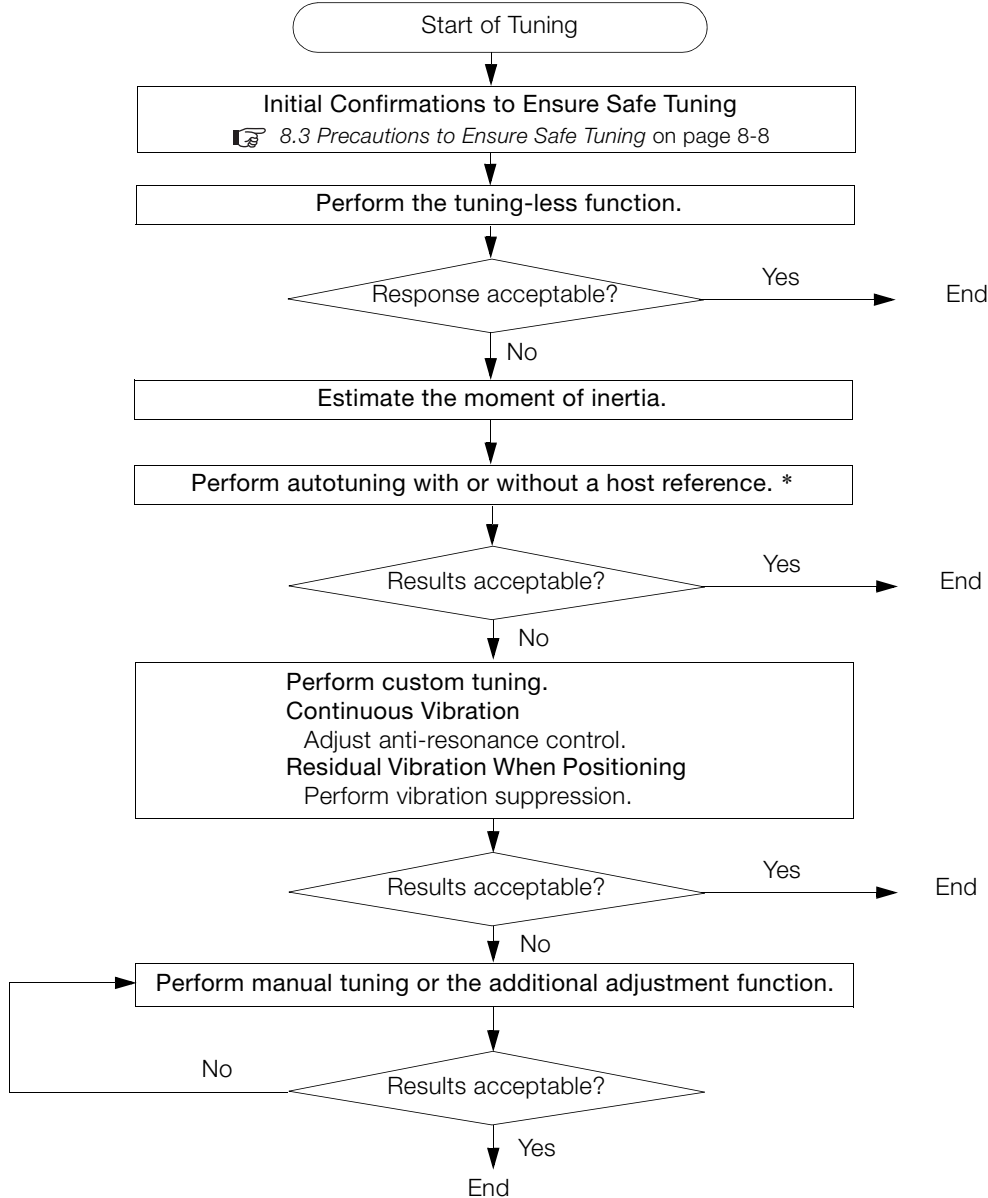 Start of Tuning
Initial Confirmations to Ensure Safe Tuning
8.3 Precautions to Ensure Safe Tuning on page 8-8
Perform the tuning-less function.
Response acceptable?
Yes
End
No
Estimate the moment of inertia.
Perform autotuning with or without a host reference. *
Results acceptable?
Yes
End
No
Perform custom tuning.
Continuous Vibration
Adjust anti-resonance control.
Residual Vibration When Positioning
Perform vibration suppression.
Results acceptable?
Yes
End
No
Perform manual tuning or the additional adjustment function.
No
Results acceptable?
Yes
End